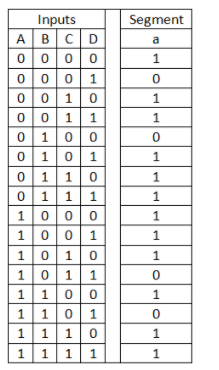 Inputs Segment
A B C D a
0 0 0 0 1
0 0 0 1 0
0 0 1 0 1
0 0 1 1 1
0 1 0 0 0
0 1 0 1 1
0 1 1 0 1
0 1 1 1 1
1 0 0 0 1
1 0 0 1 1
1 0 1 0 1
1 0 1 1 0
1 1 0 0 1
1 1 0 1 0
1 1 1 0 1
1 1 1 1 1